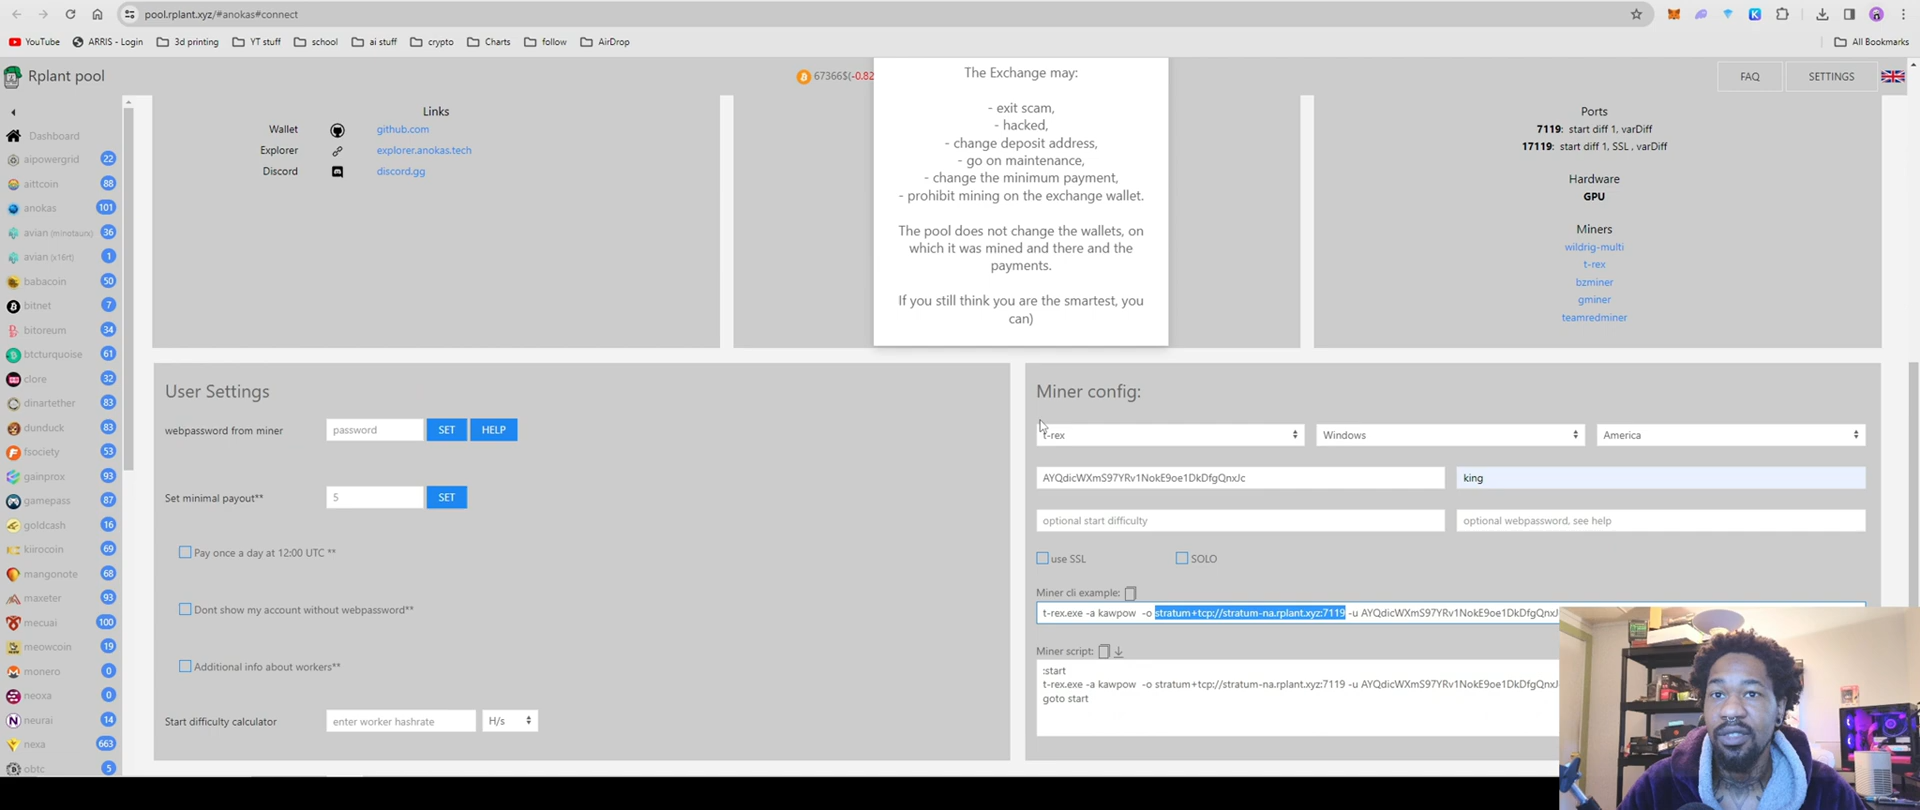 pool.rplant.xyz/#anokas#connect
YouTube
ARRIS - Login
3d printing
YT stuff
school
ai stuff
crypto
Charts
follow
AirDrop
All Bookmarks
Rplant pool
67366$(-0.82
FAQ
SETTINGS
Dashboard
aipowergrid 22
aittcoin 88
anokas 101
avian (minotaurx) 36
avian (x16rt) 1
babacoin 50
bitnet 7
bitoreum 34
btcturquoise 61
clore 32
dinartether 83
dunduck 83
fsociety 53
gainprox 93
gamepass 87
goldcash 16
kiirocoin 69
mangonote 68
maxeter 93
mecuai 100
meowcoin 19
monero 0
neoxa 0
neurai 14
nexa 663
obtc 5
Links
Wallet github.com
Explorer explorer.anokas.tech
Discord discord.gg
The Exchange may:
- exit scam,
- hacked,
- change deposit address,
- go on maintenance,
- change the minimum payment,
- prohibit mining on the exchange wallet.
The pool does not change the wallets, on
which it was mined and there and the
payments.
If you still think you are the smartest, you
can)
Ports
7119: start diff 1, varDiff
17119: start diff 1, SSL , varDiff
Hardware
GPU
Miners
wildrig-multi
t-rex
bzminer
gminer
teamredminer
User Settings
webpassword from miner password SET HELP
Set minimal payout** 5 SET
Pay once a day at 12:00 UTC **
Dont show my account without webpassword**
Additional info about workers**
Start difficulty calculator enter worker hashrate H/s
Miner config:
t-rex Windows America
AYQdicWXmS97YRv1NokE9oe1DkDfgQnxJc king
optional start difficulty optional webpassword, see help
use SSL SOLO
Miner cli example:
t-rex.exe -a kawpow -o stratum+tcp://stratum-na.rplant.xyz:7119 -u AYQdicWXmS97YRv1NokE9oe1DkDfgQnxJ
Miner script:
:start
t-rex.exe -a kawpow -o stratum+tcp://stratum-na.rplant.xyz:7119 -u AYQdicWXmS97YRv1NokE9oe1DkDfgQnxJ
goto start